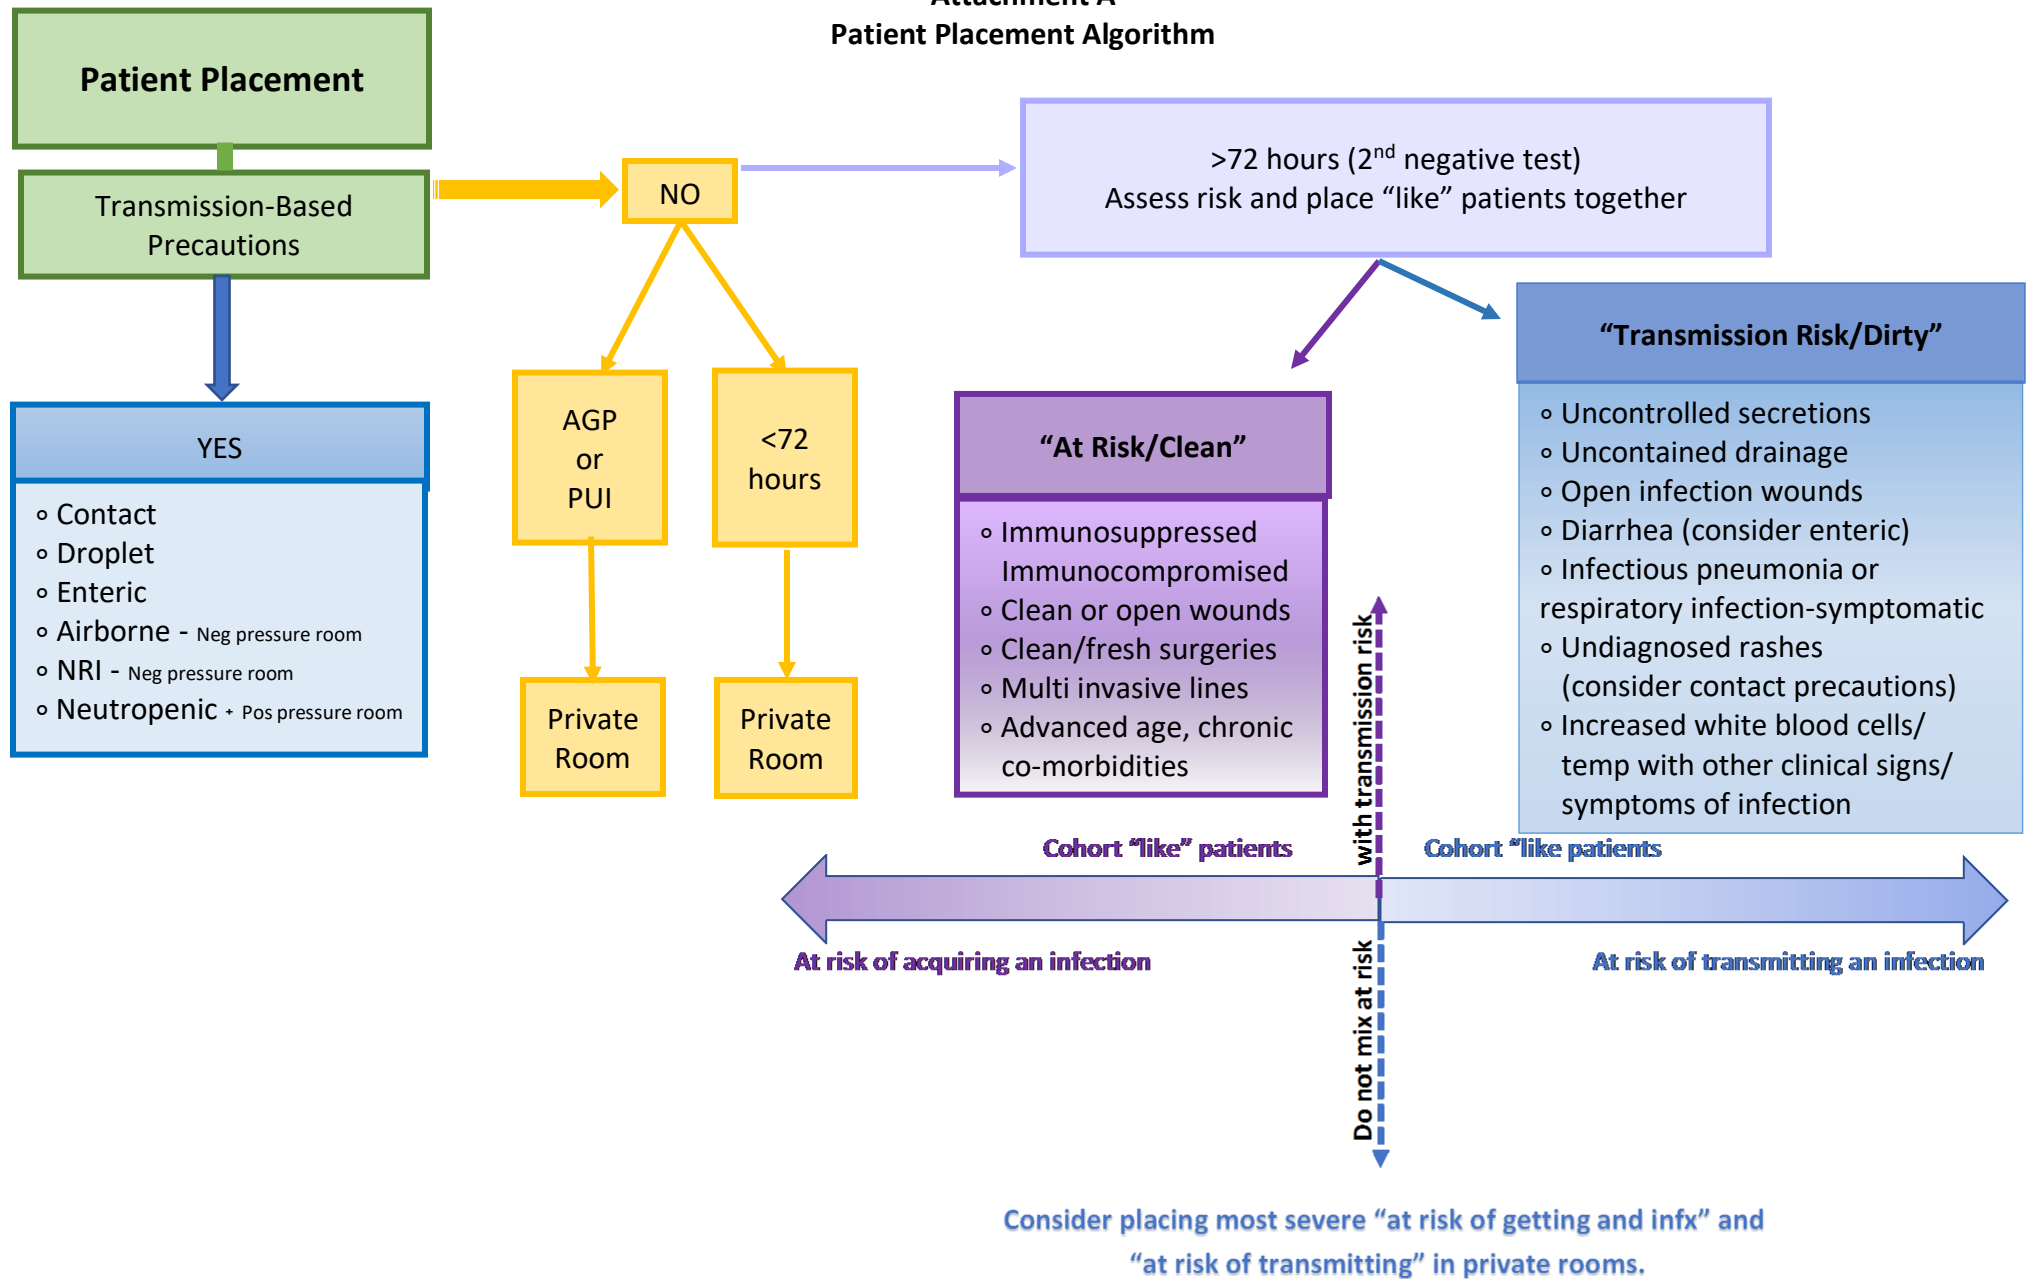 Attachment A
Patient Placement Algorithm
Patient Placement
Transmission-Based
Precautions
NO
>72 hours (2nd negative test)
Assess risk and place “like” patients together
YES
∘ Contact
∘ Droplet
∘ Enteric
∘ Airborne - Neg pressure room
∘ NRI - Neg pressure room
∘ Neutropenic + Pos pressure room
AGP
or
PUI
<72
hours
Private
Room
Private
Room
“At Risk/Clean”
∘ Immunosuppressed
Immunocompromised
∘ Clean or open wounds
∘ Clean/fresh surgeries
∘ Multi invasive lines
∘ Advanced age, chronic
co-morbidities
“Transmission Risk/Dirty”
∘ Uncontrolled secretions
∘ Uncontained drainage
∘ Open infection wounds
∘ Diarrhea (consider enteric)
∘ Infectious pneumonia or
respiratory infection-symptomatic
∘ Undiagnosed rashes
(consider contact precautions)
∘ Increased white blood cells/
temp with other clinical signs/
symptoms of infection
Cohort “like” patients
Cohort “like patients
At risk of acquiring an infection
At risk of transmitting an infection
Do not mix at risk
with transmission risk
Consider placing most severe “at risk of getting and infx” and
“at risk of transmitting” in private rooms.